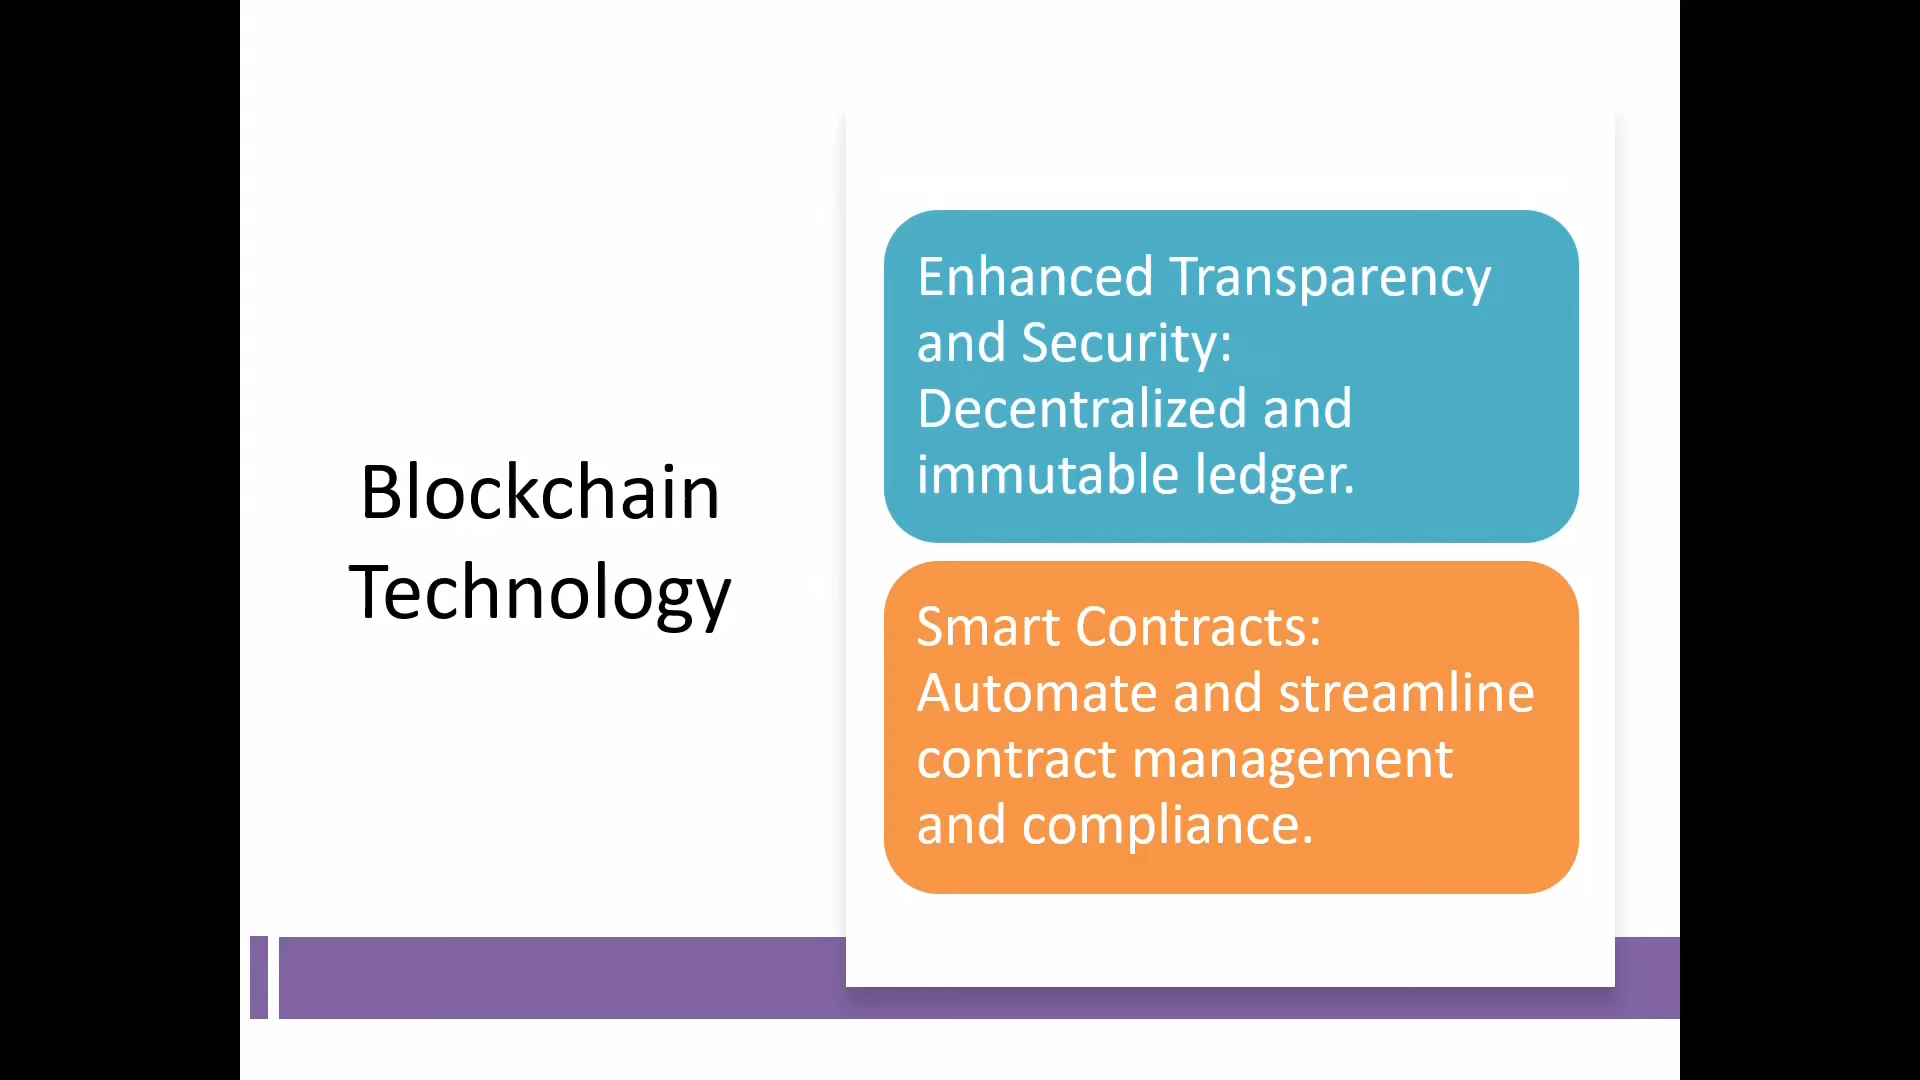 Blockchain
Technology
Enhanced Transparency
and Security:
Decentralized and
immutable ledger.
Smart Contracts:
Automate and streamline
contract management
and compliance.